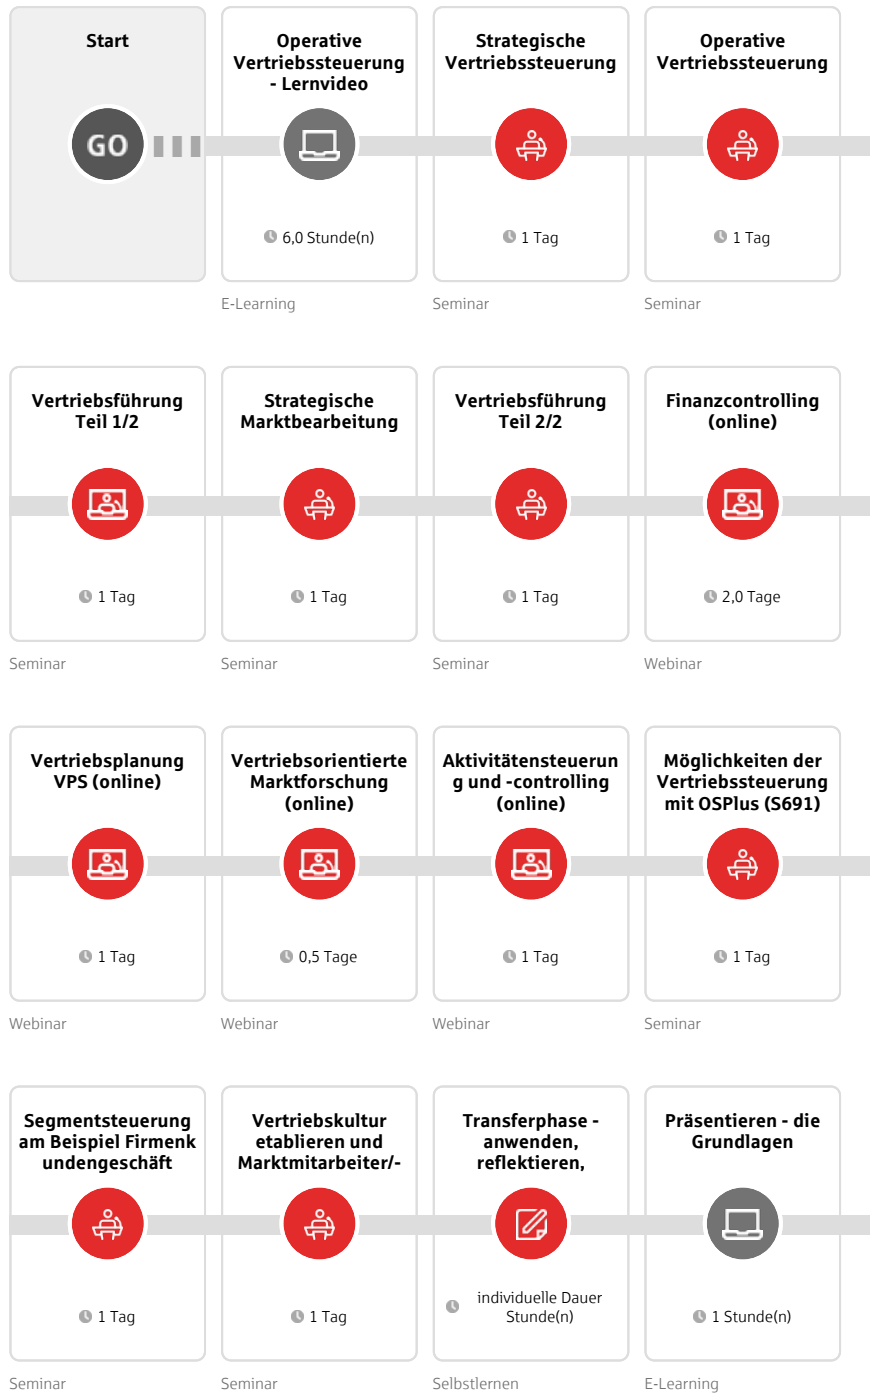 Start
GO
Operative
Vertriebssteuerung
- Lernvideo
6,0 Stunde(n)
E-Learning
Strategische
Vertriebssteuerung
1 Tag
Seminar
Operative
Vertriebssteuerung
1 Tag
Seminar
Vertriebsführung
Teil 1/2
1 Tag
Seminar
Strategische
Marktbearbeitung
1 Tag
Seminar
Vertriebsführung
Teil 2/2
1 Tag
Seminar
Finanzcontrolling
(online)
2,0 Tage
Webinar
Vertriebsplanung
VPS (online)
1 Tag
Webinar
Vertriebsorientierte
Marktforschung
(online)
0,5 Tage
Webinar
Aktivitätensteuerun
g und -controlling
(online)
1 Tag
Webinar
Möglichkeiten der
Vertriebssteuerung
mit OSPlus (S691)
1 Tag
Seminar
Segmentsteuerung
am Beispiel Firmenk
undengeschäft
1 Tag
Seminar
Vertriebskultur
etablieren und
Marktmitarbeiter/-
1 Tag
Seminar
Transferphase -
anwenden,
reflektieren,
individuelle Dauer
Stunde(n)
Selbstlernen
Präsentieren - die
Grundlagen
1 Stunde(n)
E-Learning